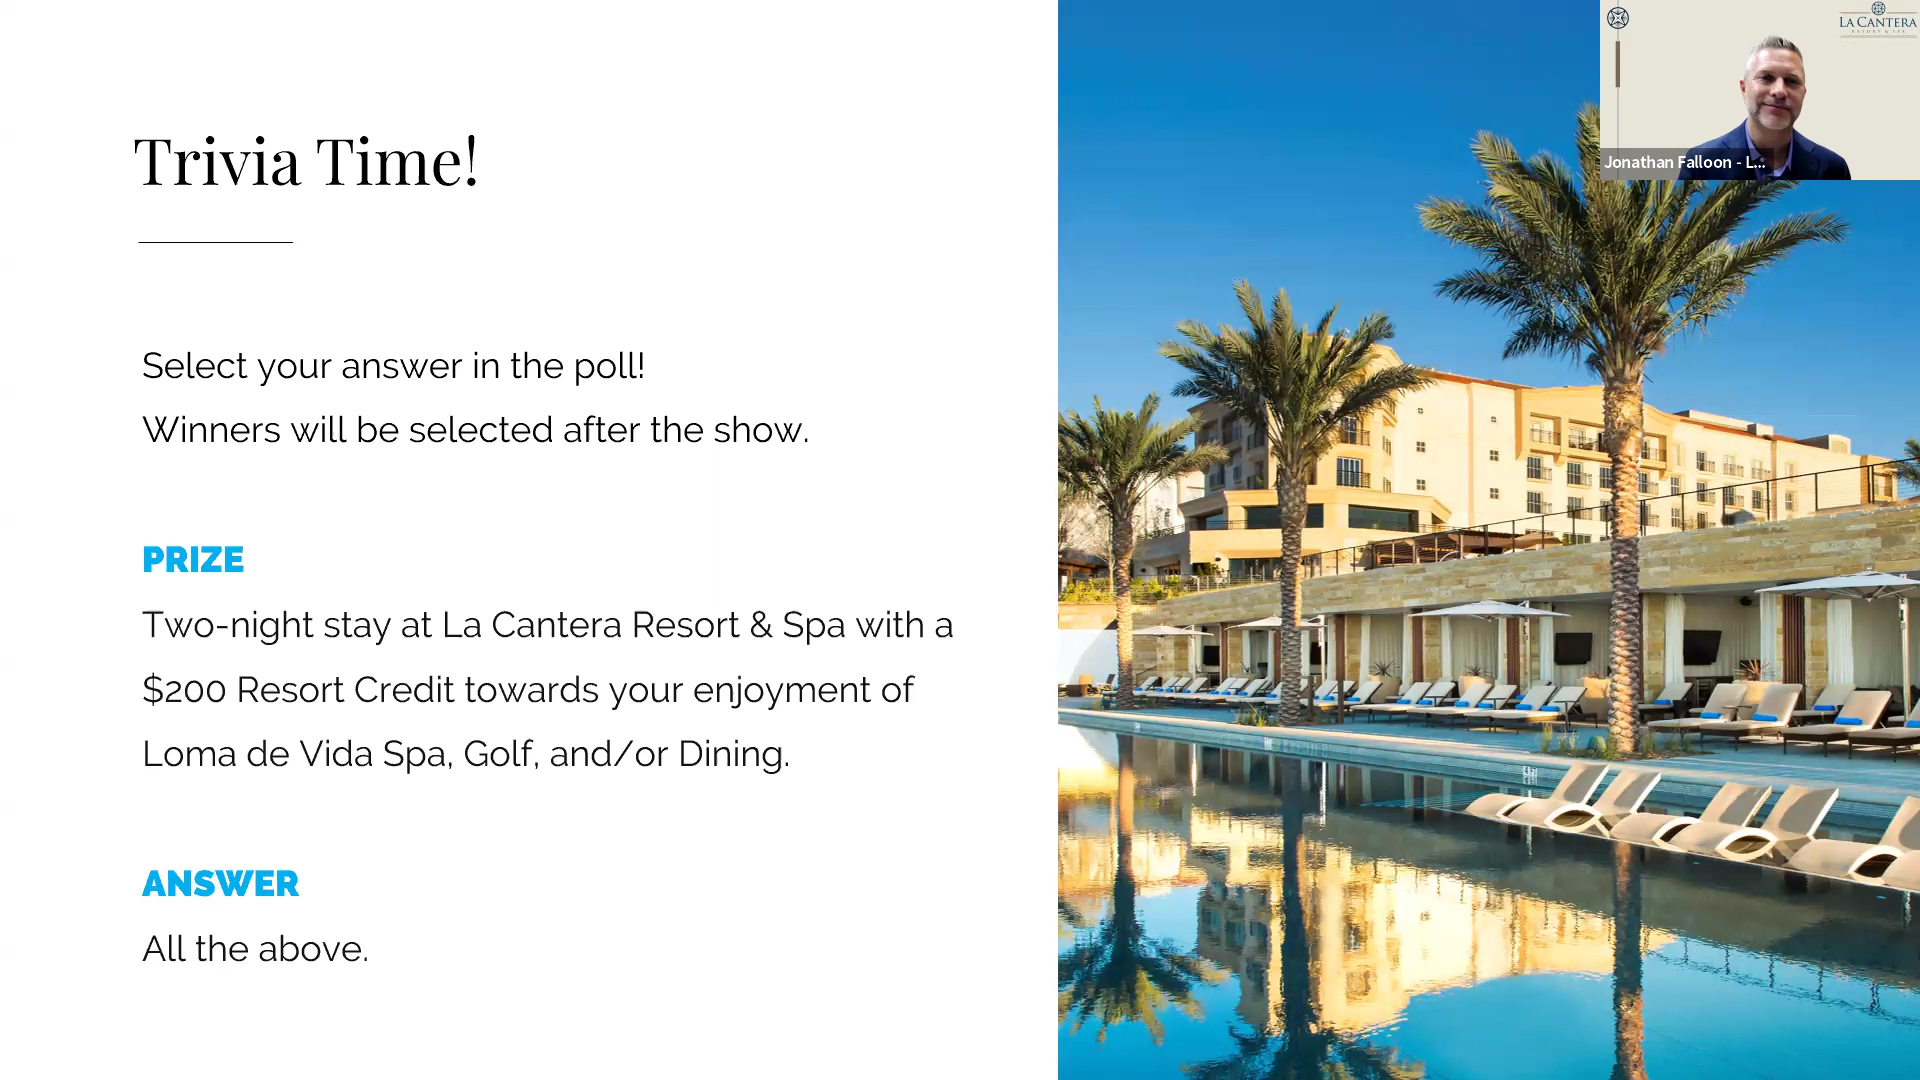 Trivia Time!
Select your answer in the poll!
Winners will be selected after the show.
PRIZE
Two-night stay at La Cantera Resort & Spa with a
$200 Resort Credit towards your enjoyment of
Loma de Vida Spa, Golf, and/or Dining.
ANSWER
All the above.
LA CANTERA
RESORT & SPA
Jonathan Falloon - L...